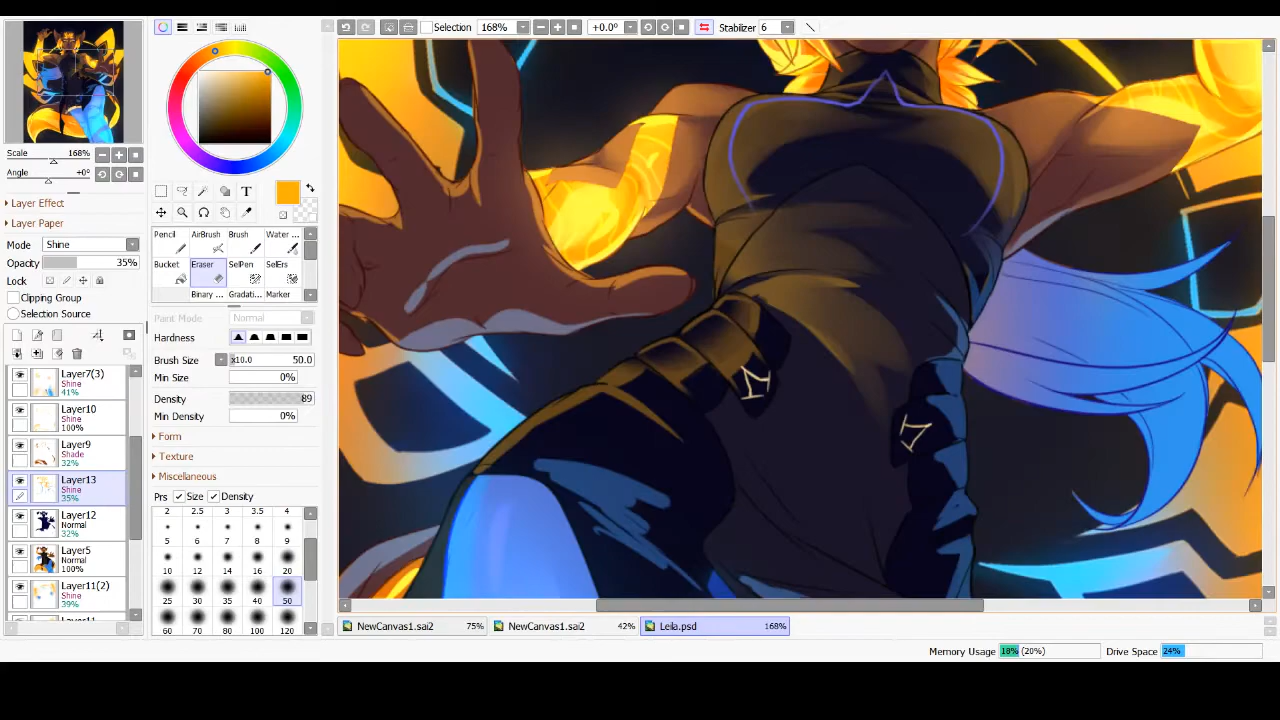 Selection 168% +0.0° Stabilizer 6
Scale 168%
Angle +0°
Layer Effect
Layer Paper
Mode Shine
Opacity 35%
Lock
Clipping Group
Selection Source
Layer7(3)
Shine
41%
Layer10
Shine
100%
Layer9
Shade
32%
Layer13
Shine
35%
Layer12
Normal
32%
Layer5
Normal
100%
Layer11(2)
Shine
39%
T
Pencil AirBrush Brush Water ...
Bucket Eraser SelPen SelErs
Binary ... Gradati... Marker
Paint Mode Normal
Hardness
Brush Size x10.0 50.0
Min Size 0%
Density 89
Min Density 0%
Form
Texture
Miscellaneous
Prs Size Density
2 2.5 3 3.5 4
5 6 7 8 9
10 12 14 16 20
25 30 35 40 50
60 70 80 100 120
NewCanvas1.sai2 75% NewCanvas1.sai2 42% Leila.psd 168%
Memory Usage 18% (20%) Drive Space 24%